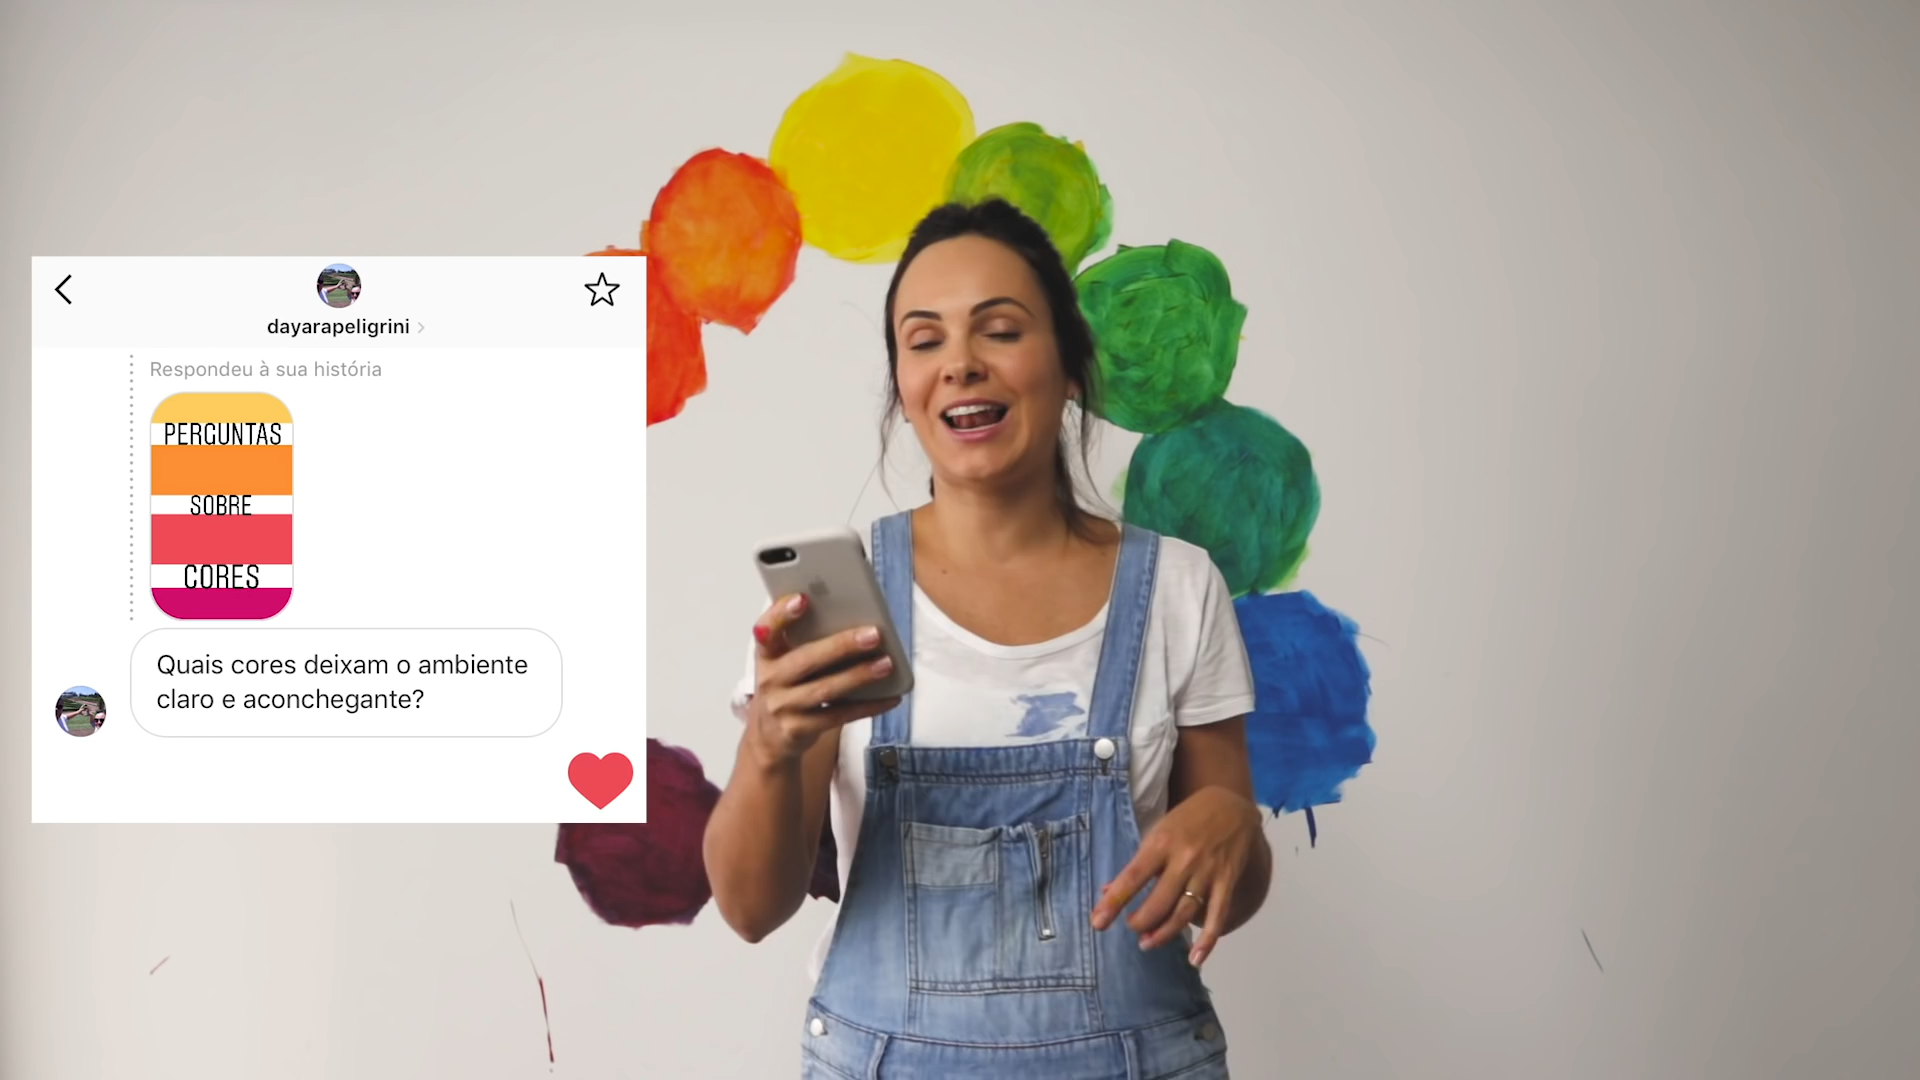 dayarapeligrini
Respondeu à sua história
PERGUNTAS
SOBRE
CORES
Quais cores deixam o ambiente
claro e aconchegante?